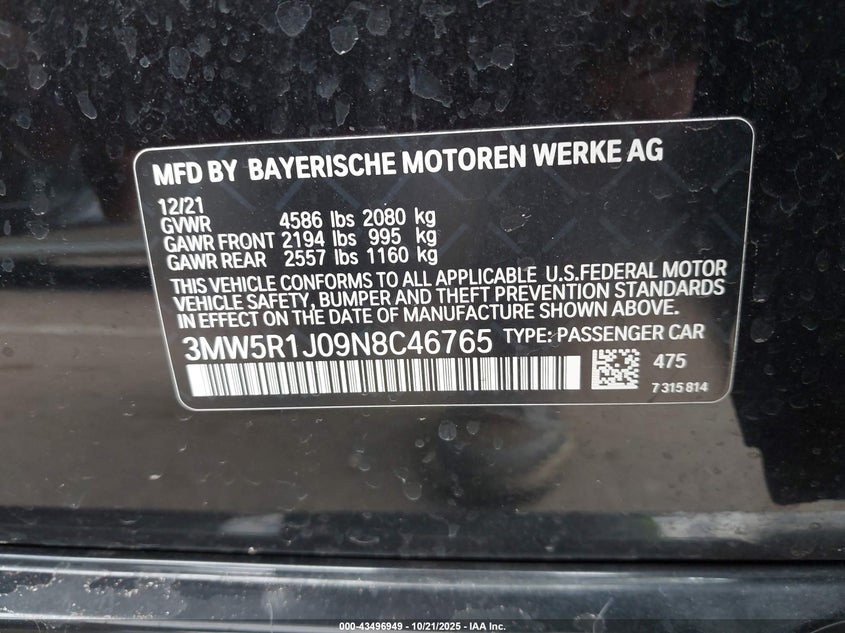 MFD BY BAYERISCHE MOTOREN WERKE AG
12/21
GVWR 4586 lbs 2080 kg
GAWR FRONT 2194 lbs 995 kg
GAWR REAR 2557 lbs 1160 kg
THIS VEHICLE CONFORMS TO ALL APPLICABLE U.S.FEDERAL MOTOR
VEHICLE SAFETY, BUMPER AND THEFT PREVENTION STANDARDS
IN EFFECT ON THE DATE OF MANUFACTURE SHOWN ABOVE.
3MW5R1J09N8C46765 TYPE: PASSENGER CAR
475
7 315 814
000-43496949 - 10/21/2025 - IAA Inc.